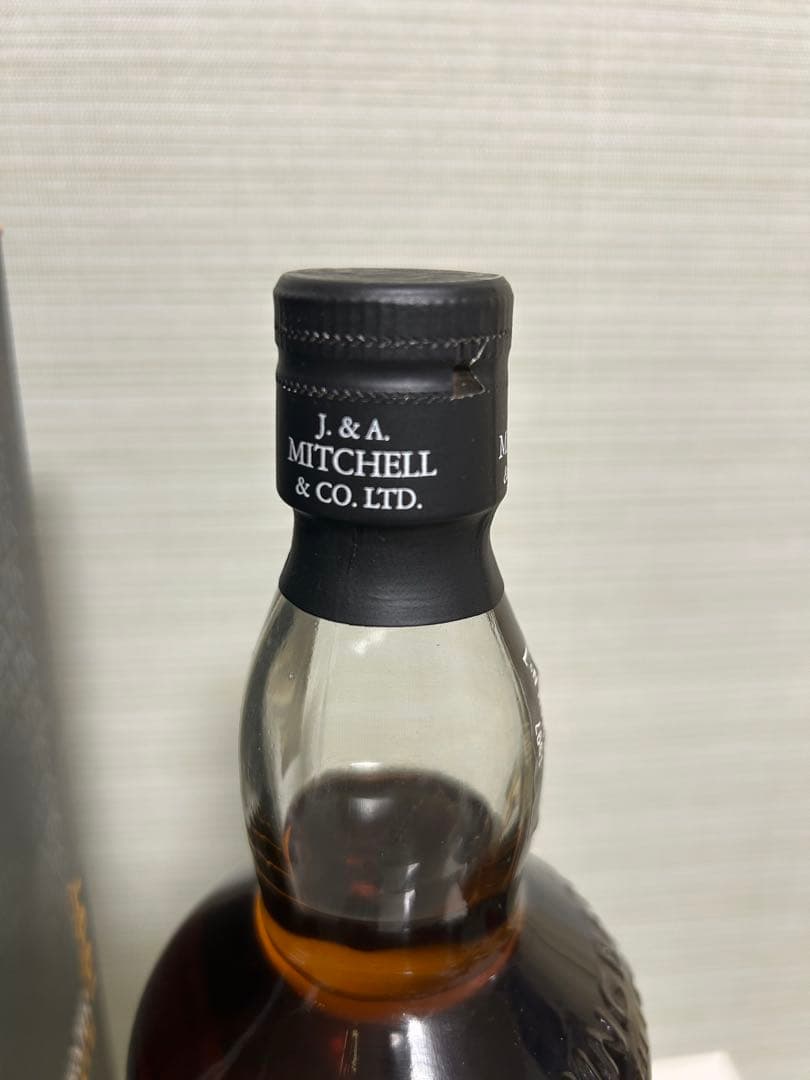 J. & A.
MITCHELL
& CO. LTD.